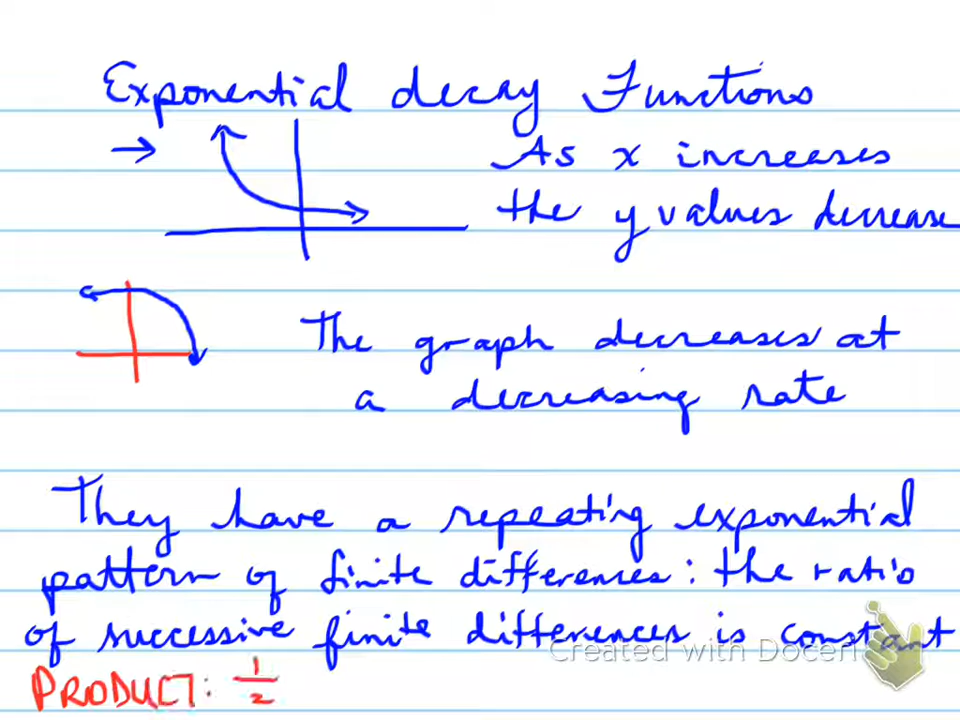 Exponential decay Functions
As x increases
the y values decrease
The graph decreases at
a decreasing rate
They have a repeating exponential
pattern of finite differences: the ratio
of successive finite differences is constant
Created with Doceri
PRODUCT: 1/2